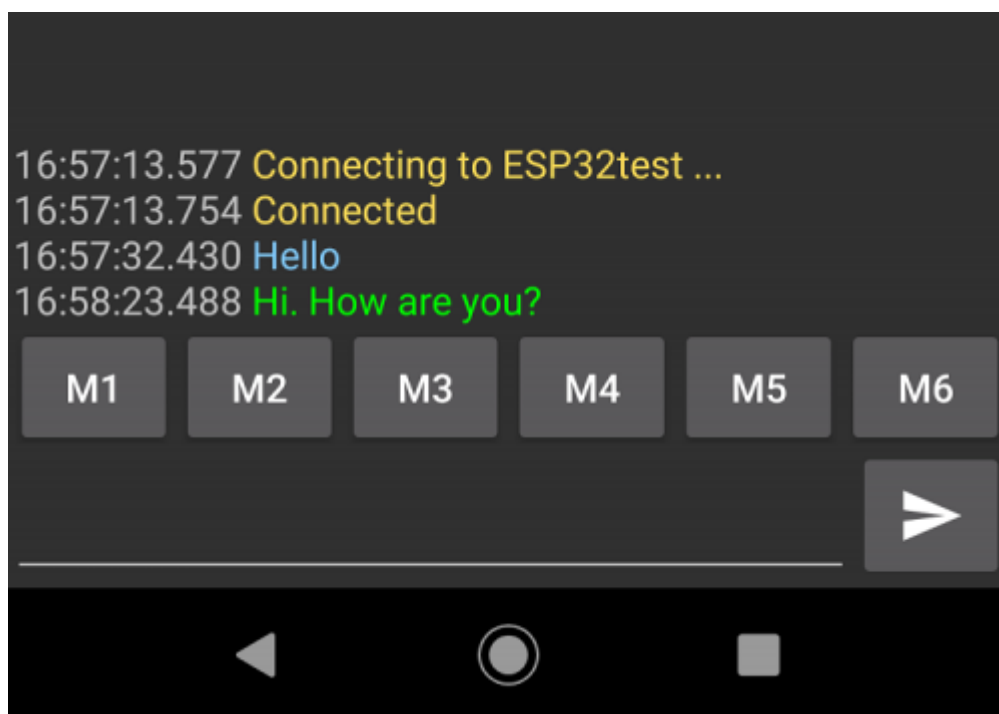 16:57:13.577 Connecting to ESP32test ...
16:57:13.754 Connected
16:57:32.430 Hello
16:58:23.488 Hi. How are you?
M1 M2 M3 M4 M5 M6